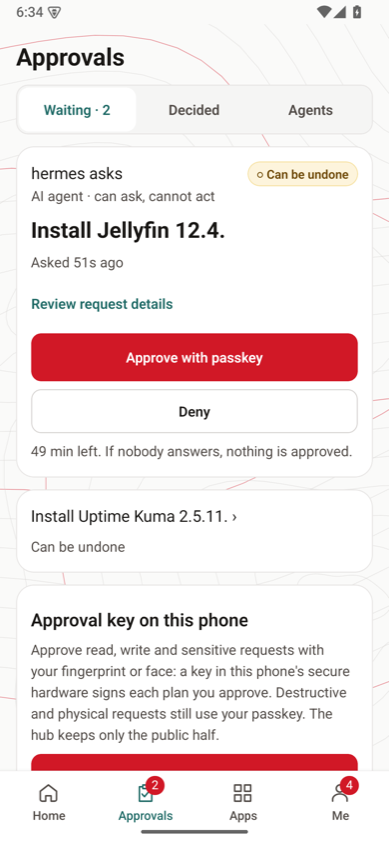 6:34
Approvals
Waiting · 2
Decided
Agents
hermes asks
Can be undone
AI agent · can ask, cannot act
Install Jellyfin 12.4.
Asked 51s ago
Review request details
Approve with passkey
Deny
49 min left. If nobody answers, nothing is approved.
Install Uptime Kuma 2.5.11. ›
Can be undone
Approval key on this phone
Approve read, write and sensitive requests with
your fingerprint or face: a key in this phone's secure
hardware signs each plan you approve. Destructive
and physical requests still use your passkey. The
hub keeps only the public half.
2
4
Home
Approvals
Apps
Me